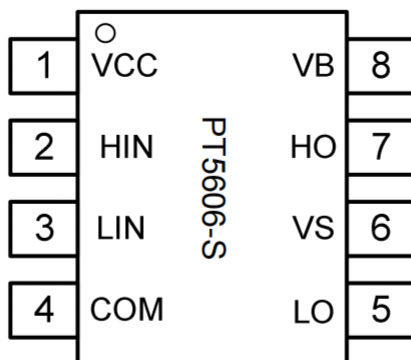 1 VCC VB 8
2 HIN HO 7
3 LIN VS 6
4 COM LO 5
PT5606-S